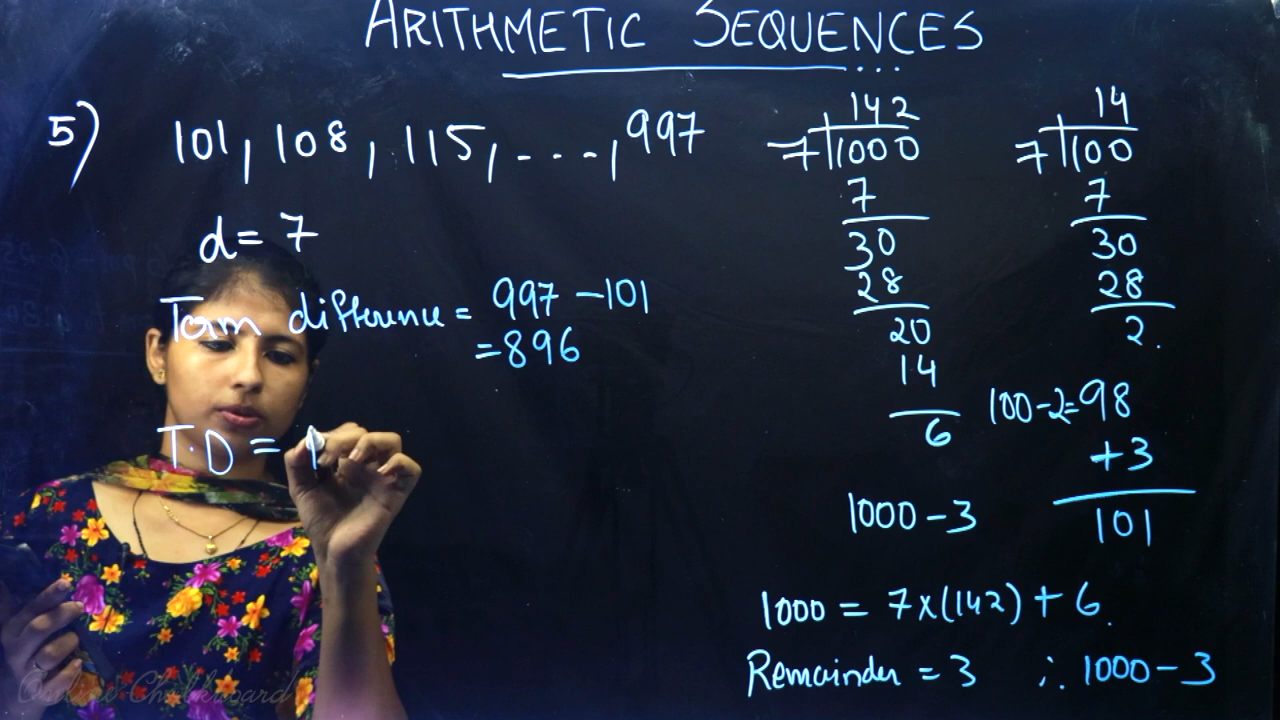 ARITHMETIC SEQUENCES
5) 101, 108, 115, ..., 997
d = 7
Term difference = 997 - 101
= 896
T.D =
142
7 1000
7
30
28
20
14
6
1000 - 3
14
7 100
7
30
28
2.
100-2= 98
+3
101
1000 = 7×(142) + 6.
Remainder = 3 ∴ 1000 - 3
Online Chalkboard